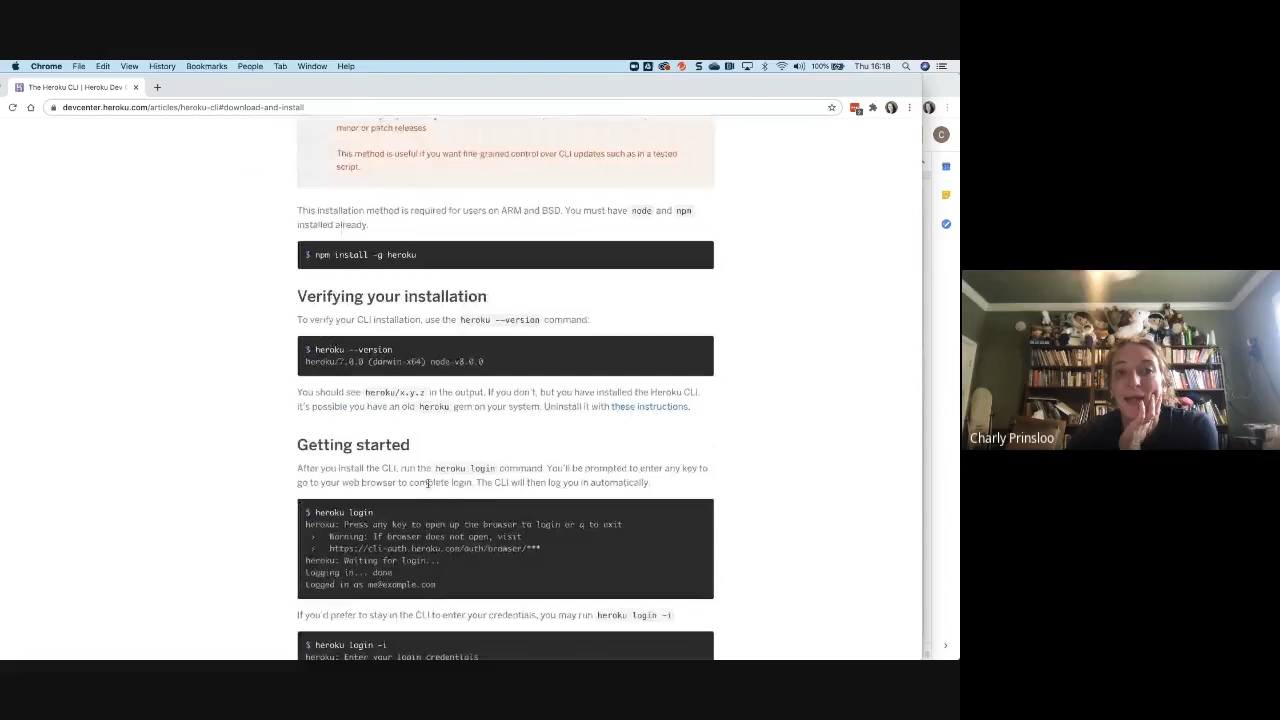 Chrome File Edit View History Bookmarks People Tab Window Help 100% Thu 16:18
The Heroku CLI | Heroku Dev C
devcenter.heroku.com/articles/heroku-cli#download-and-install
minor or patch releases
This method is useful if you want fine-grained control over CLI updates such as in a tested
script.
This installation method is required for users on ARM and BSD. You must have node and npm
installed already.
$ npm install -g heroku
Verifying your installation
To verify your CLI installation, use the heroku --version command:
$ heroku --version
heroku/7.0.0 (darwin-x64) node-v8.0.0
You should see heroku/x.y.z in the output. If you don't, but you have installed the Heroku CLI,
it's possible you have an old heroku gem on your system. Uninstall it with these instructions.
Getting started
After you install the CLI, run the heroku login command. You'll be prompted to enter any key to
go to your web browser to complete login. The CLI will then log you in automatically.
$ heroku login
heroku: Press any key to open up the browser to login or q to exit
› Warning: If browser does not open, visit
› https://cli-auth.heroku.com/auth/browser/***
heroku: Waiting for login...
Logging in... done
Logged in as me@example.com
If you'd prefer to stay in the CLI to enter your credentials, you may run heroku login -i
$ heroku login -i
heroku: Enter your login credentials
C
Charly Prinsloo